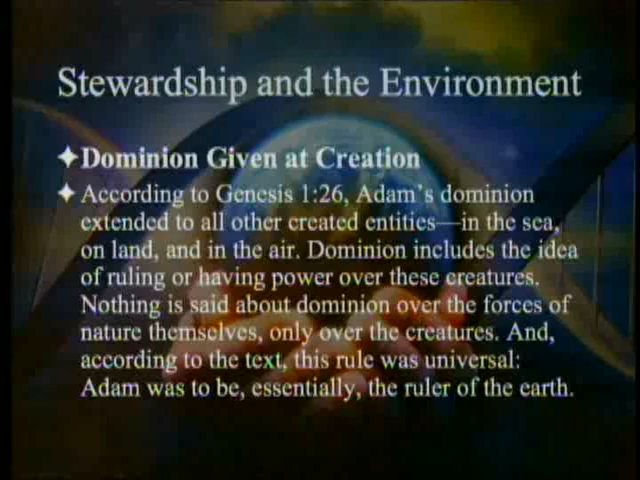 Stewardship and the Environment
✦Dominion Given at Creation
✦ According to Genesis 1:26, Adam's dominion
extended to all other created entities—in the sea,
on land, and in the air. Dominion includes the idea
of ruling or having power over these creatures.
Nothing is said about dominion over the forces of
nature themselves, only over the creatures. And,
according to the text, this rule was universal:
Adam was to be, essentially, the ruler of the earth.